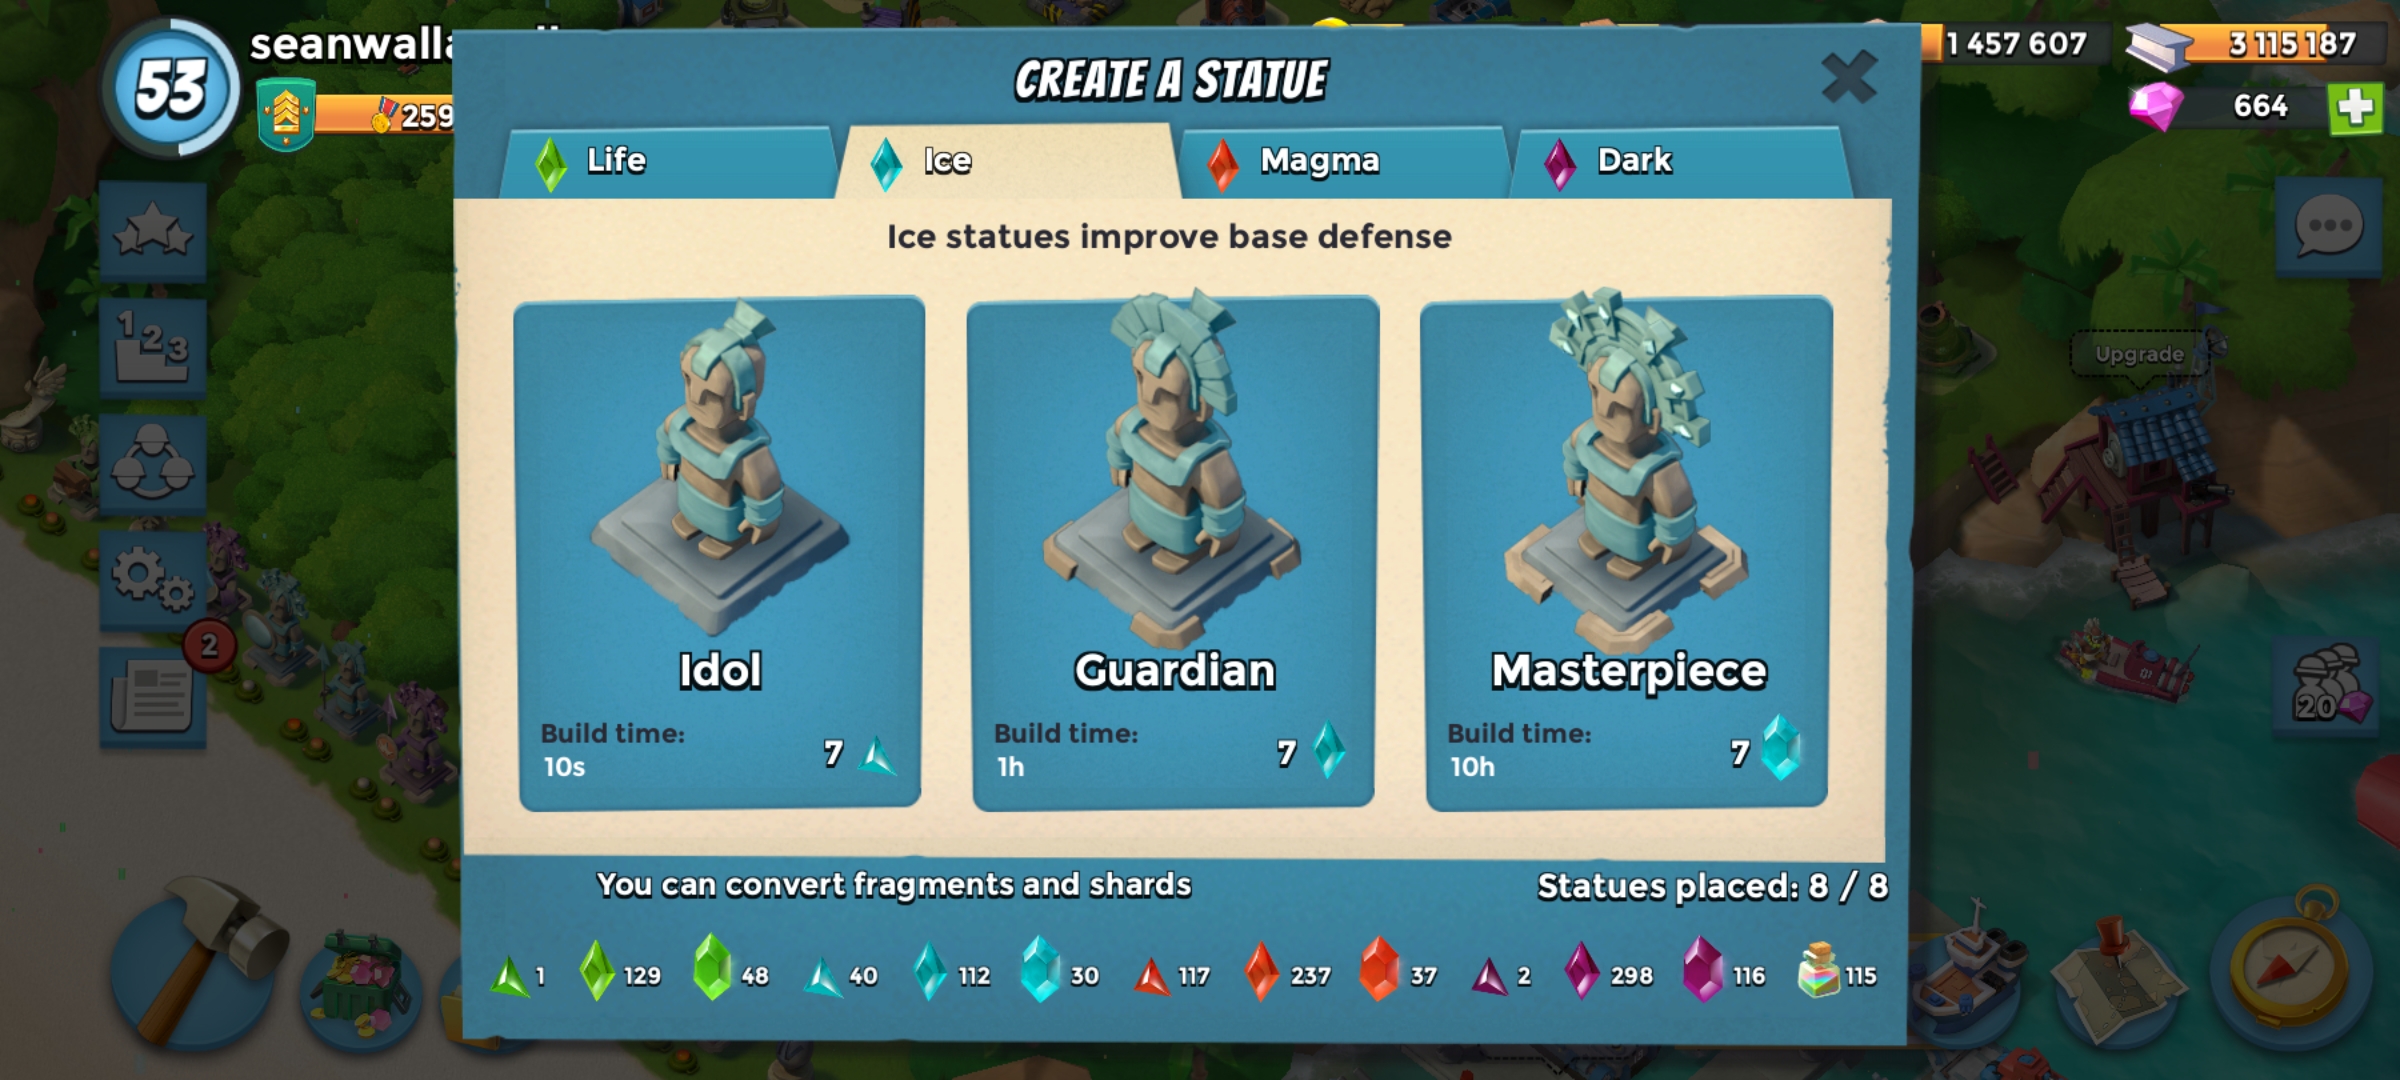 53
259
1 457 607
3 115 187
664
CREATE A STATUE
Life
Ice
Magma
Dark
Ice statues improve base defense
1 2 3
Upgrade
Idol
Guardian
Masterpiece
Build time:
10s
7
Build time:
1h
7
Build time:
10h
7
2
20
You can convert fragments and shards
Statues placed: 8 / 8
1
129
48
40
112
30
117
237
37
2
298
116
115